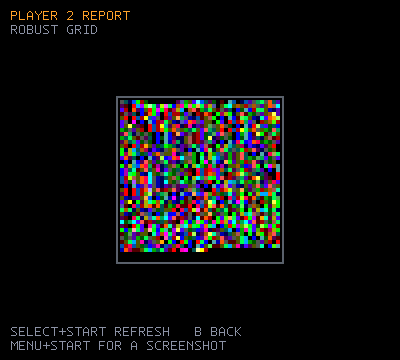 PLAYER 2 REPORT
ROBUST GRID
SELECT+START REFRESH   B BACK
MENU+START FOR A SCREENSHOT